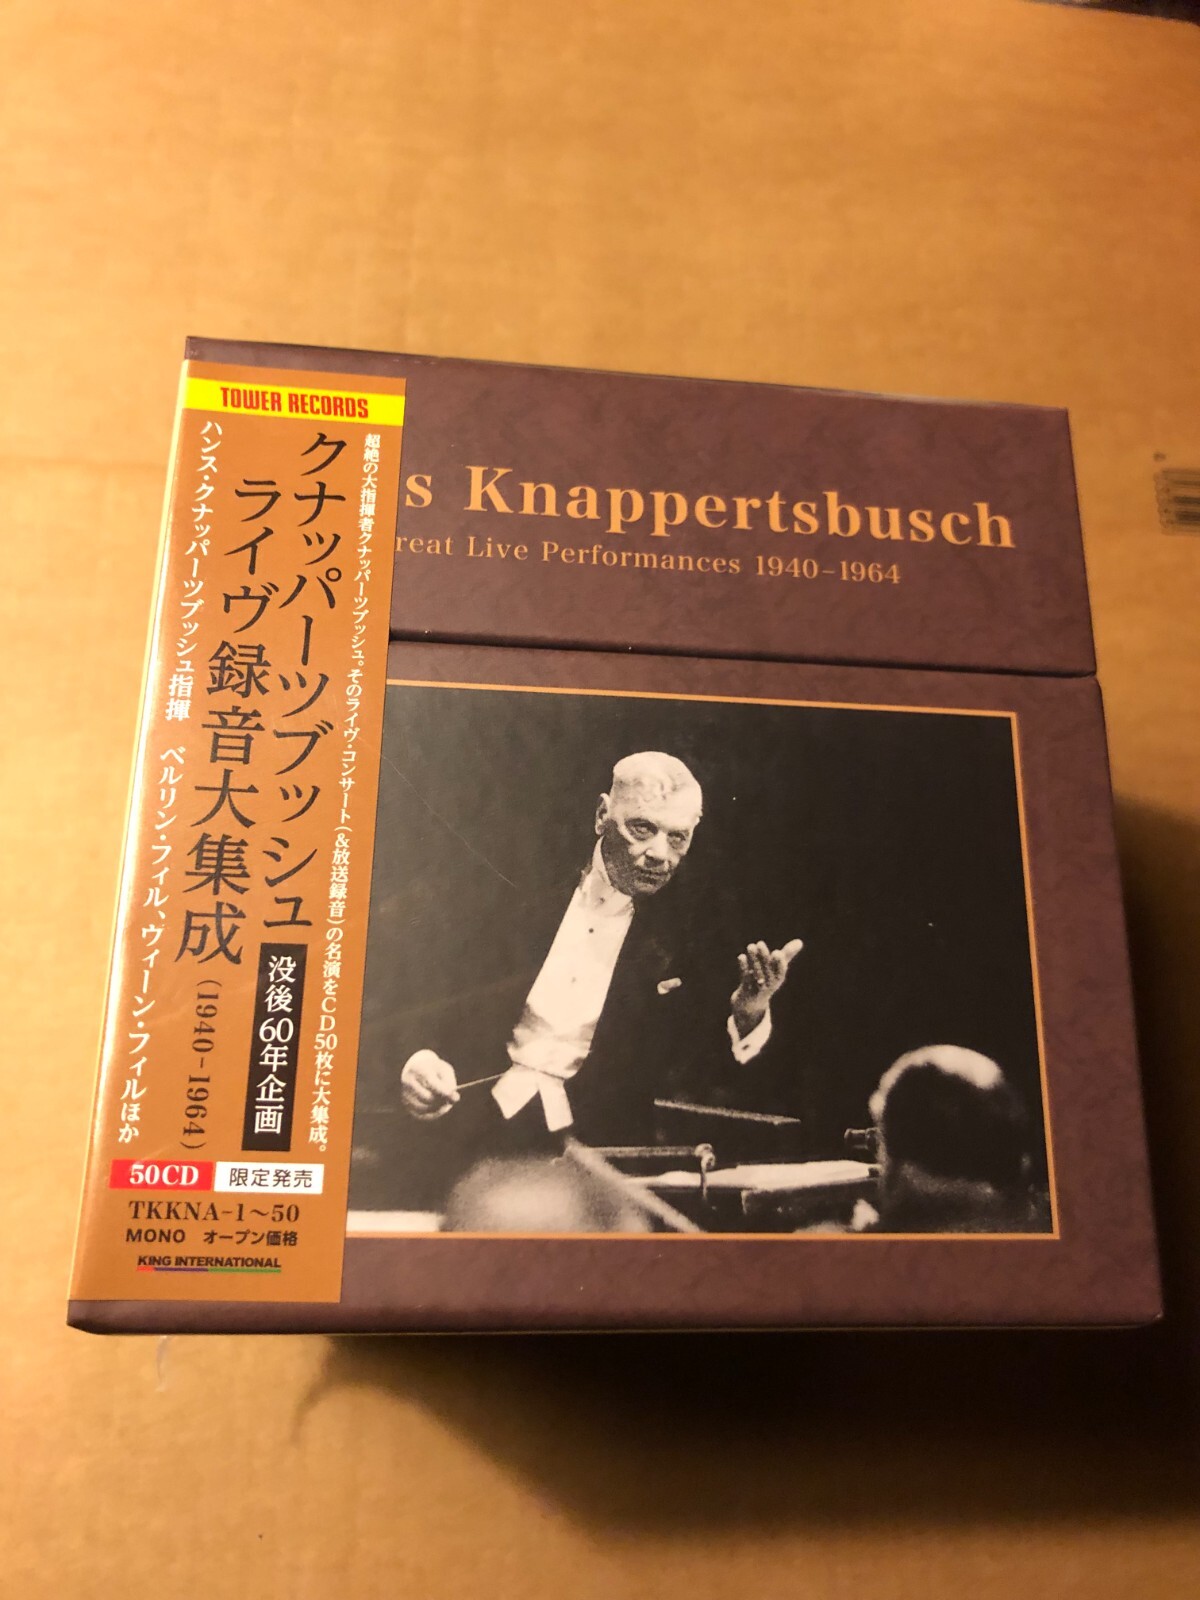 TOWER RECORDS
超絶の大指揮者クナッパーツブッシュ。そのライヴ・コンサート(&放送録音)の名演をCD50枚に大集成。
クナッパーツブッシュ
ライヴ録音大集成
(1940-1964)
没後60年企画
ハンス・クナッパーツブッシュ指揮 ベルリン・フィル、ウィーン・フィルほか
50CD 限定発売
TKKNA-1～50
MONO オープン価格
KING INTERNATIONAL
s Knappertsbusch
reat Live Performances 1940–1964